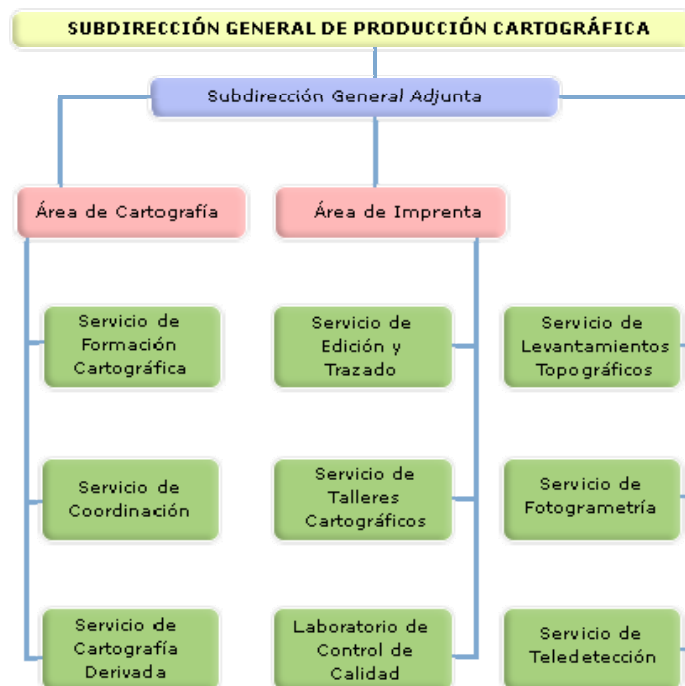 SUBDIRECCIÓN GENERAL DE PRODUCCIÓN CARTOGRÁFICA
Subdirección General Adjunta
Área de Cartografía
Área de Imprenta
Servicio de
Formación
Cartográfica
Servicio de
Edición y
Trazado
Servicio de
Levantamientos
Topográficos
Servicio de
Coordinación
Servicio de
Talleres
Cartográficos
Servicio de
Fotogrametría
Servicio de
Cartografía
Derivada
Laboratorio de
Control de
Calidad
Servicio de
Teledetección